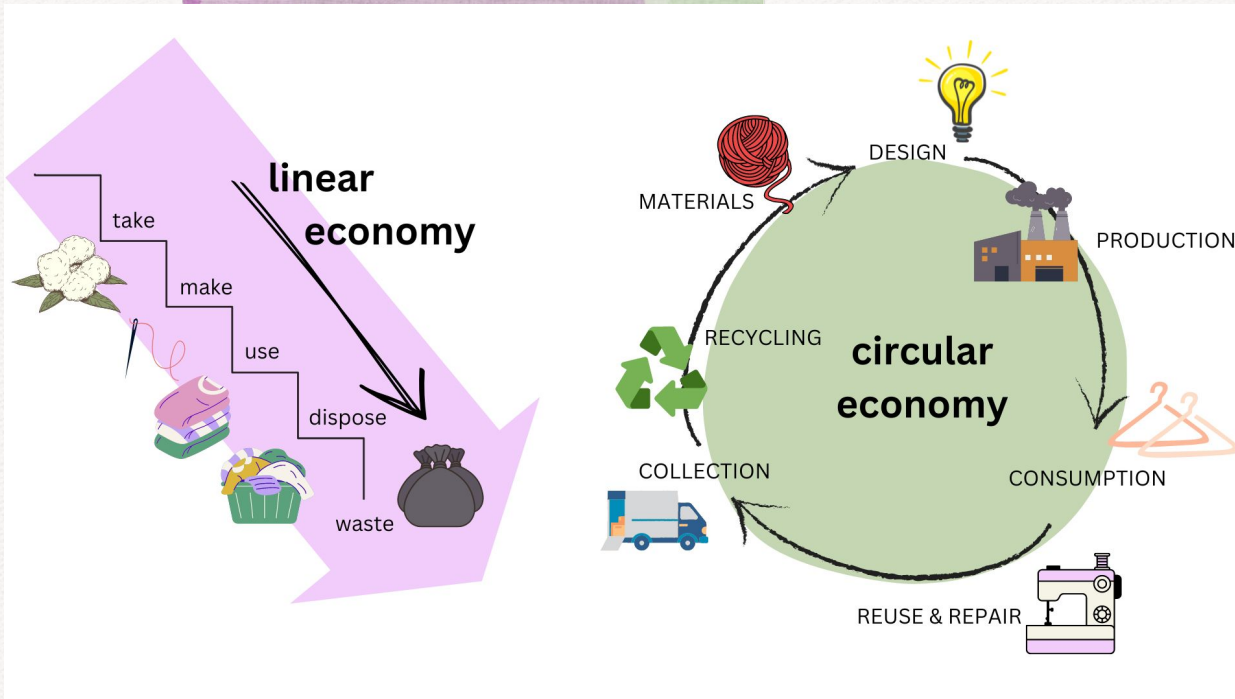 linear
economy
take
make
use
dispose
waste
DESIGN
PRODUCTION
CONSUMPTION
REUSE & REPAIR
COLLECTION
RECYCLING
MATERIALS
circular
economy